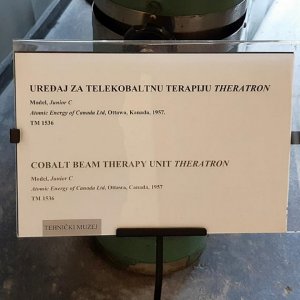 UREĐAJ ZA TELEKOBALTNU TERAPIJU THERATRON
Model, Junior C
Atomic Energy of Canada Ltd, Ottawa, Kanada, 1957.
TM 1536
COBALT BEAM THERAPY UNIT THERATRON
Model, Junior C
Atomic Energy of Canada Ltd, Ottawa, Canada, 1957
TM 1536
TEHNIČKI MUZEJ